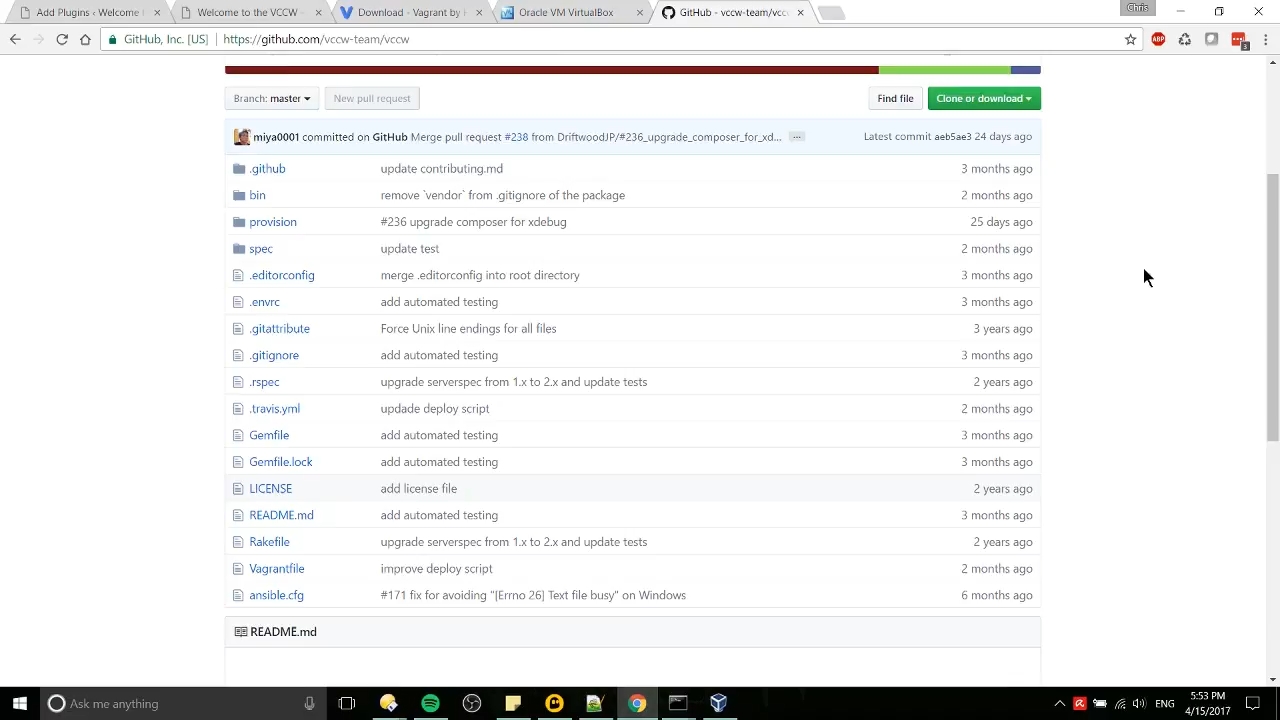 Add Plugins ‹ Welcome
Welcome to the VCCW
Download - Vagrant by
Oracle VM VirtualBox
GitHub - vccw-team/vccw
Chris
GitHub, Inc. [US]
https://github.com/vccw-team/vccw
ABP
3
Branch: master
New pull request
Find file
Clone or download
miya0001 committed on GitHub Merge pull request #238 from DriftwoodJP/#236_upgrade_composer_for_xd...
Latest commit aeb5ae3 24 days ago
.github update contributing.md 3 months ago
bin remove `vendor` from .gitignore of the package 2 months ago
provision #236 upgrade composer for xdebug 25 days ago
spec update test 2 months ago
.editorconfig merge .editorconfig into root directory 3 months ago
.envrc add automated testing 3 months ago
.gitattribute Force Unix line endings for all files 3 years ago
.gitignore add automated testing 3 months ago
.rspec upgrade serverspec from 1.x to 2.x and update tests 2 years ago
.travis.yml updade deploy script 2 months ago
Gemfile add automated testing 3 months ago
Gemfile.lock add automated testing 3 months ago
LICENSE add license file 2 years ago
README.md add automated testing 3 months ago
Rakefile upgrade serverspec from 1.x to 2.x and update tests 2 years ago
Vagrantfile improve deploy script 2 months ago
ansible.cfg #171 fix for avoiding "[Errno 26] Text file busy" on Windows 6 months ago
README.md
Ask me anything
ENG
5:53 PM
4/15/2017